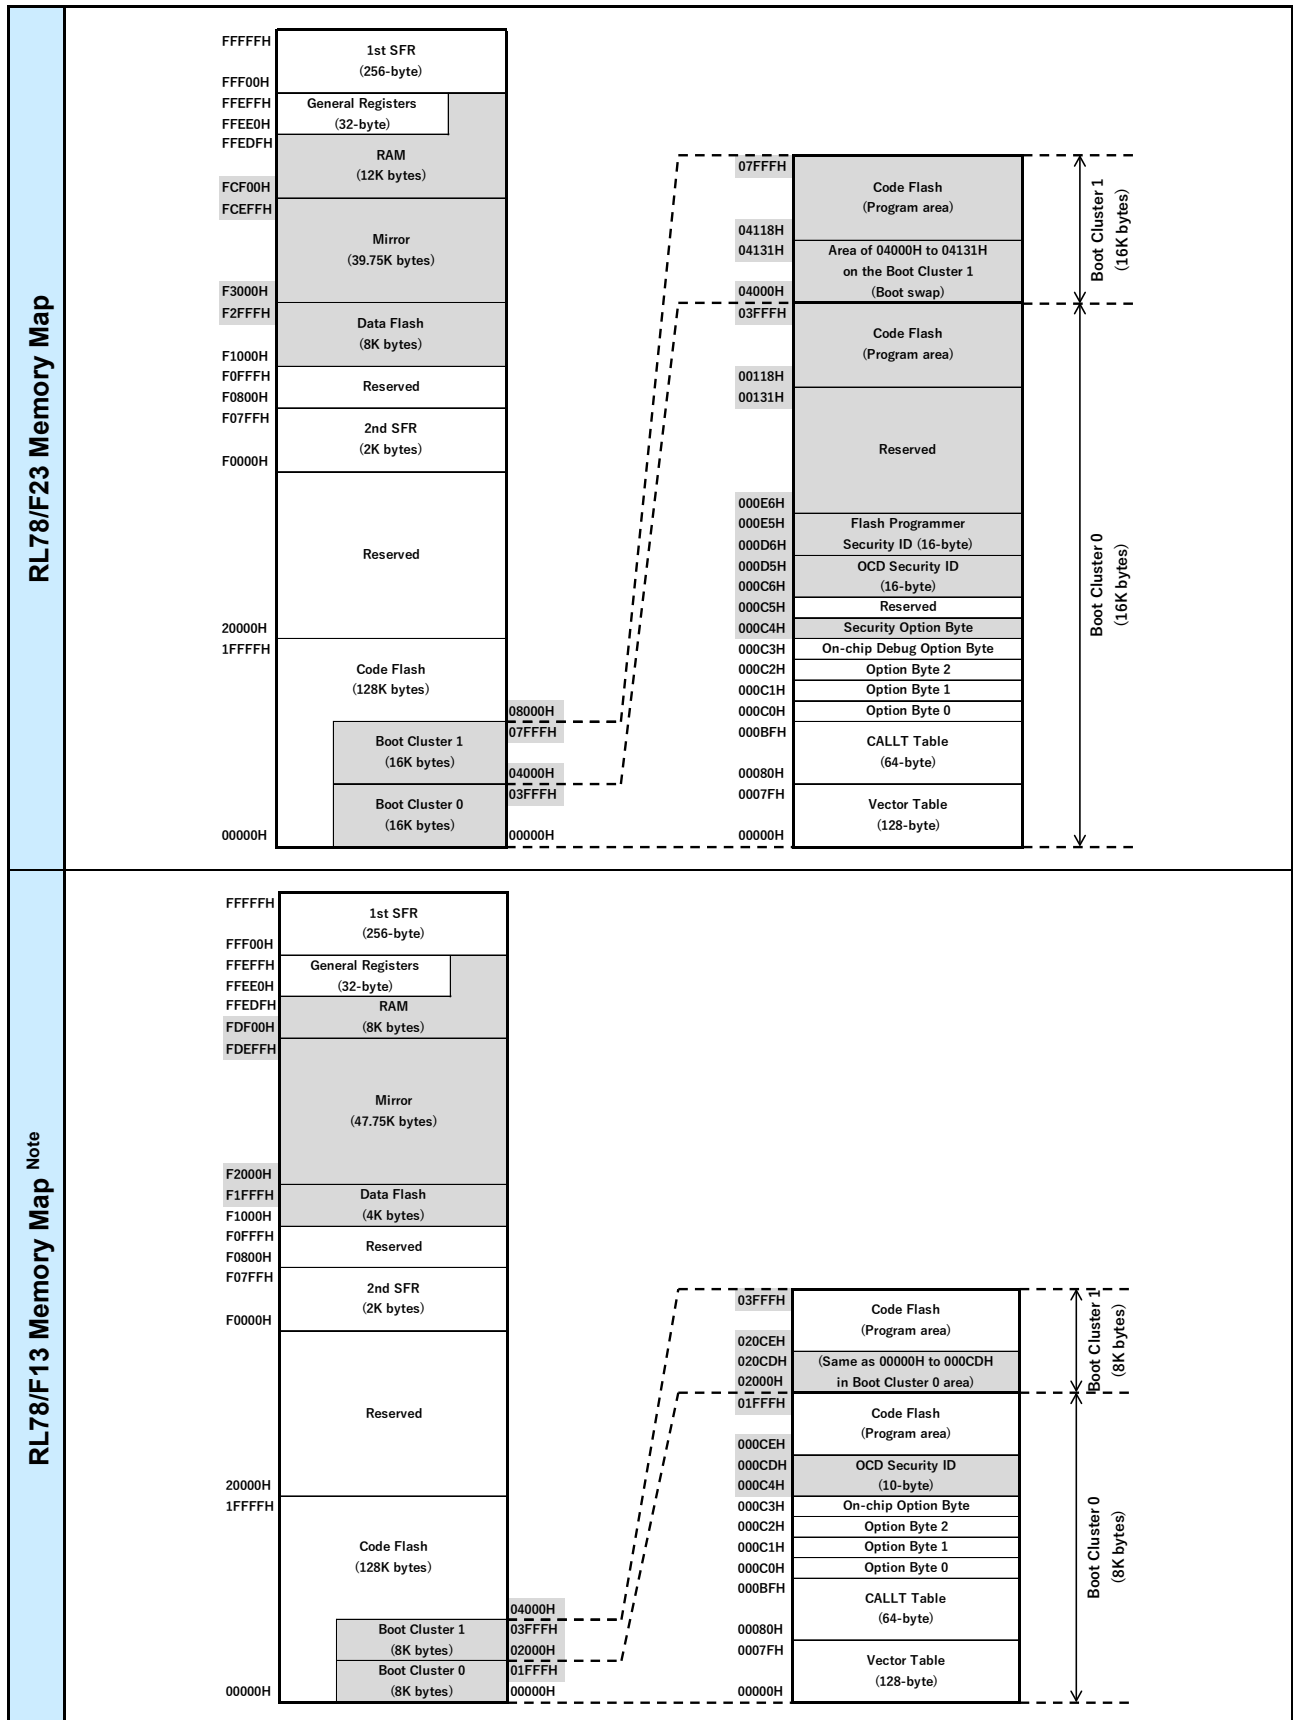 RL78/F23 Memory Map
FFFFFH
1st SFR
(256-byte)
FFF00H
FFEFFH
General Registers
FFEE0H
(32-byte)
FFEDFH
RAM
(12K bytes)
FCF00H
FCEFFH
Mirror
(39.75K bytes)
F3000H
F2FFFH
Data Flash
(8K bytes)
F1000H
F0FFFH
Reserved
F0800H
F07FFH
2nd SFR
(2K bytes)
F0000H
Reserved
20000H
1FFFFH
Code Flash
(128K bytes)
08000H
07FFFH
Boot Cluster 1
(16K bytes)
04000H
03FFFH
Boot Cluster 0
(16K bytes)
00000H
00000H
07FFFH
Code Flash
(Program area)
04118H
04131H
Area of 04000H to 04131H
on the Boot Cluster 1
04000H
(Boot swap)
03FFFH
Code Flash
(Program area)
00118H
00131H
Reserved
000E6H
000E5H
Flash Programmer
000D6H
Security ID (16-byte)
000D5H
OCD Security ID
000C6H
(16-byte)
000C5H
Reserved
000C4H
Security Option Byte
000C3H
On-chip Debug Option Byte
000C2H
Option Byte 2
000C1H
Option Byte 1
000C0H
Option Byte 0
000BFH
CALLT Table
(64-byte)
00080H
0007FH
Vector Table
(128-byte)
00000H
Boot Cluster 1
(16K bytes)
Boot Cluster 0
(16K bytes)
RL78/F13 Memory Map Note
FFFFFH
1st SFR
(256-byte)
FFF00H
FFEFFH
General Registers
FFEE0H
(32-byte)
FFEDFH
RAM
FDF00H
(8K bytes)
FDEFFH
Mirror
(47.75K bytes)
F2000H
F1FFFH
Data Flash
F1000H
(4K bytes)
F0FFFH
Reserved
F0800H
F07FFH
2nd SFR
(2K bytes)
F0000H
Reserved
20000H
1FFFFH
Code Flash
(128K bytes)
04000H
Boot Cluster 1
03FFFH
(8K bytes)
02000H
Boot Cluster 0
01FFFH
00000H
(8K bytes)
00000H
03FFFH
Code Flash
(Program area)
020CEH
020CDH
(Same as 00000H to 000CDH
02000H
in Boot Cluster 0 area)
01FFFH
Code Flash
(Program area)
000CEH
000CDH
OCD Security ID
000C4H
(10-byte)
000C3H
On-chip Option Byte
000C2H
Option Byte 2
000C1H
Option Byte 1
000C0H
Option Byte 0
000BFH
CALLT Table
(64-byte)
00080H
0007FH
Vector Table
(128-byte)
00000H
Boot Cluster 1
(8K bytes)
Boot Cluster 0
(8K bytes)